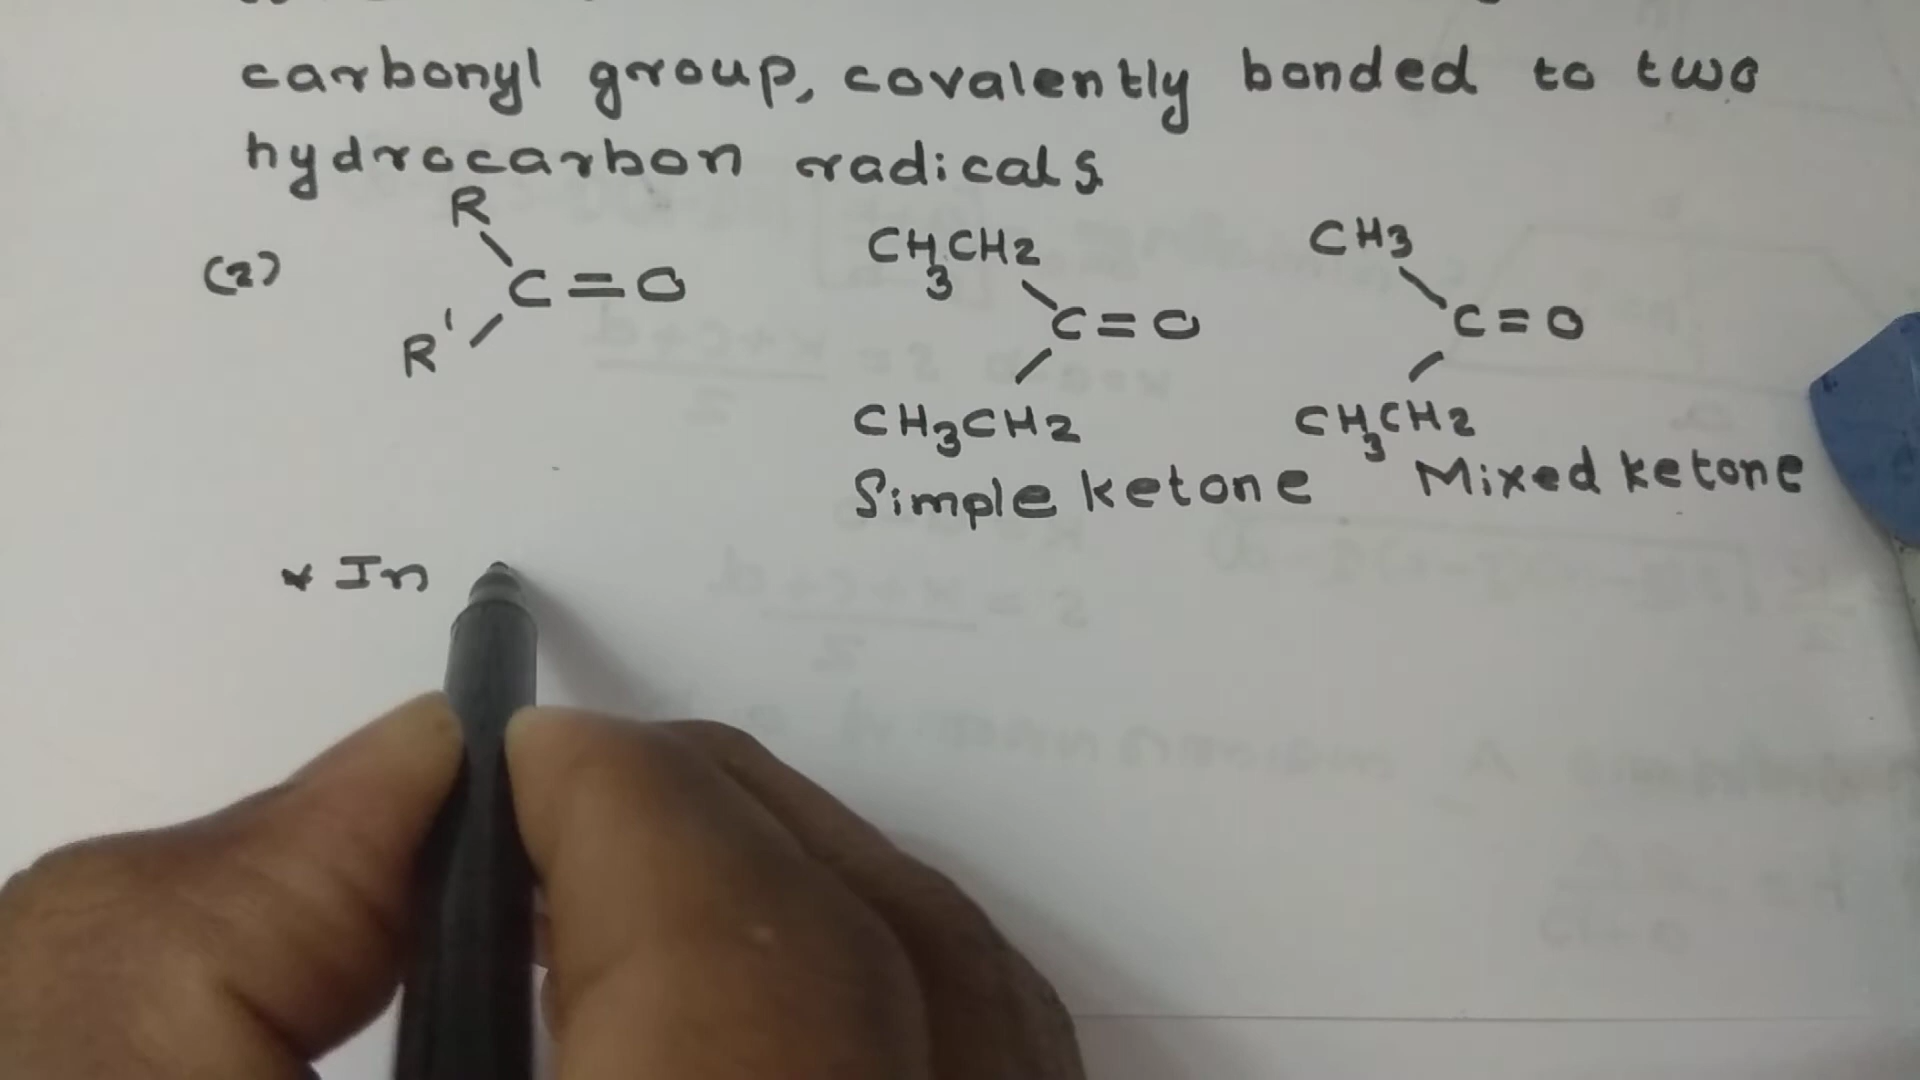 carbonyl group, covalently bonded to two
hydrocarbon radicals
(2)
R
C=O
R'
CH3CH2
C=O
CH3CH2
Simple ketone
CH3
C=O
CH3CH2
Mixed ketone
* In